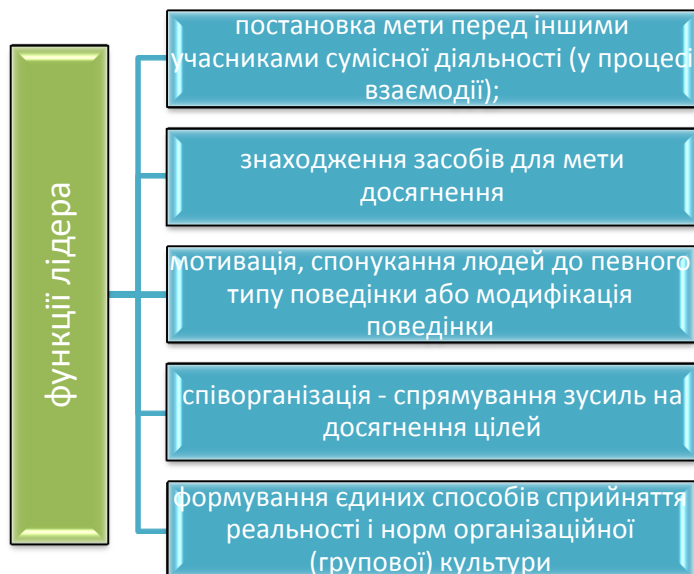 функції лідера
постановка мети перед іншими
учасниками сумісної діяльності (у процесі
взаємодії);
знаходження засобів для мети
досягнення
мотивація, спонукання людей до певного
типу поведінки або модифікація
поведінки
співорганізація - спрямування зусиль на
досягнення цілей
формування єдиних способів сприйняття
реальності і норм організаційної
(групової) культури